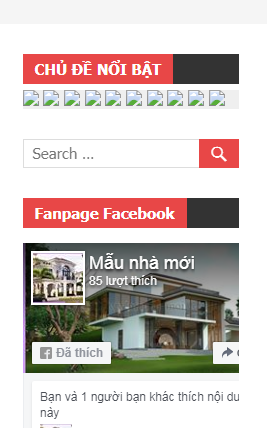 CHỦ ĐỀ NỔI BẬT
Search ...
Fanpage Facebook
Mẫu nhà mới
85 lượt thích
Đã thích
Bạn và 1 người bạn khác thích nội du
này